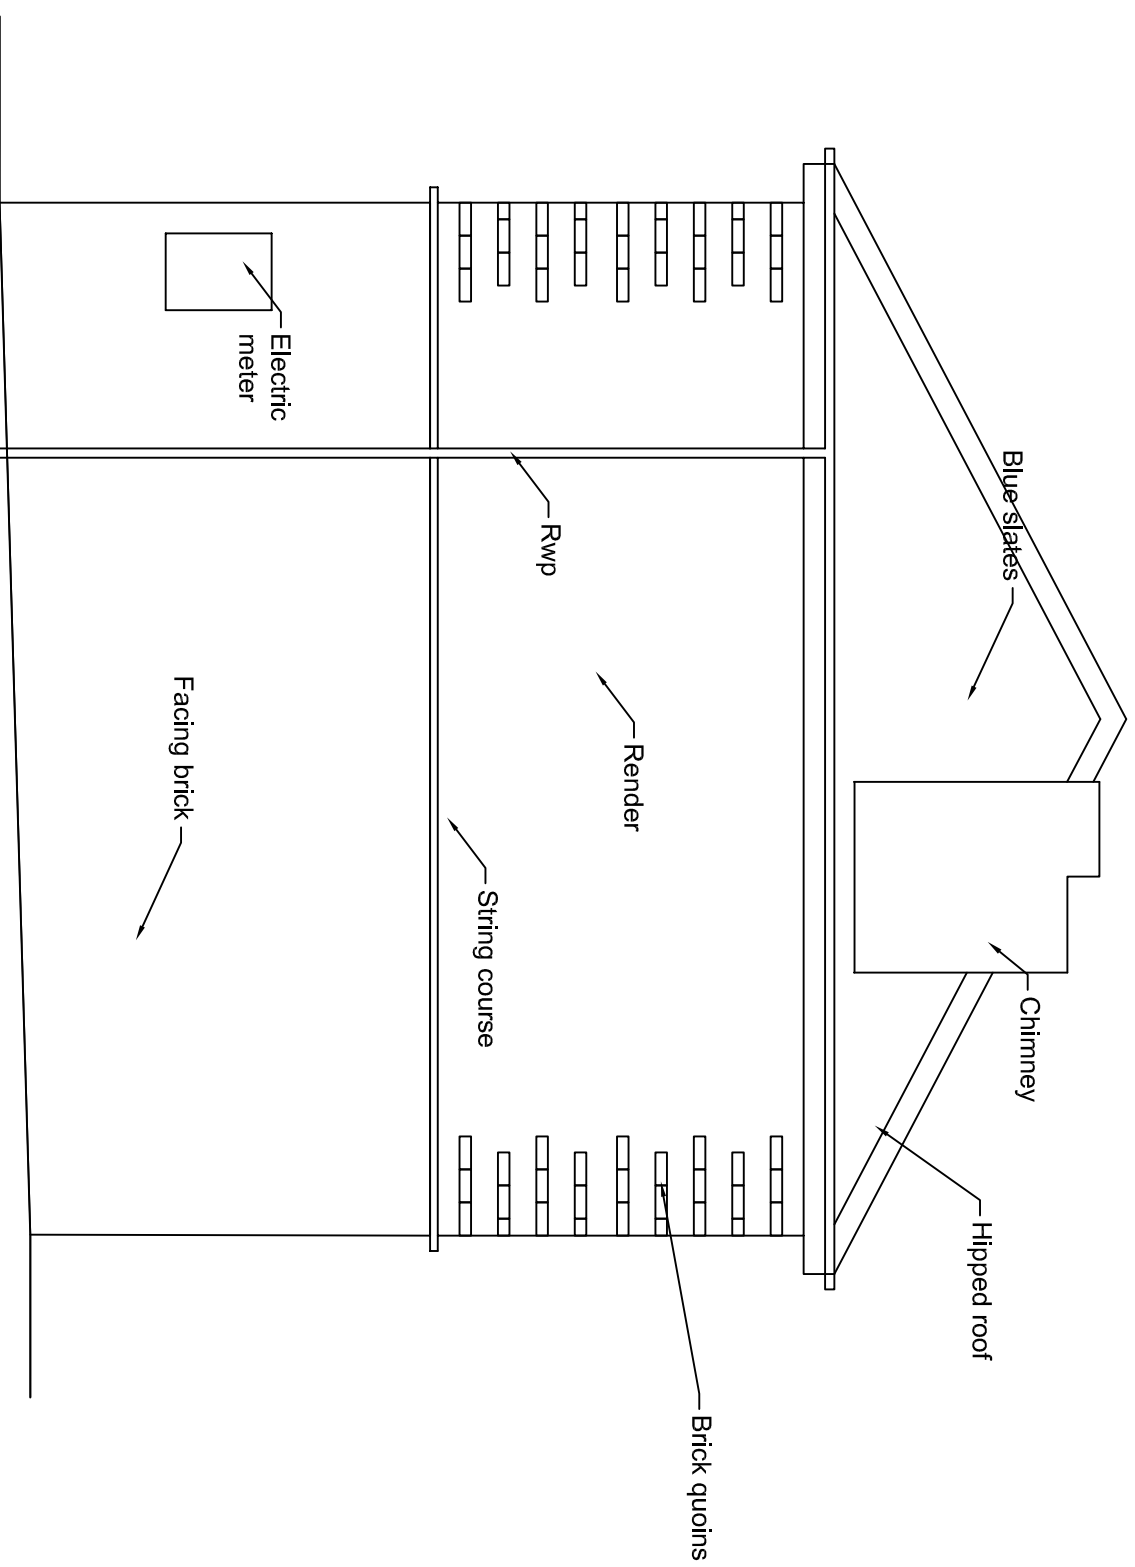 Blue slates
Chimney
Hipped roof
Brick quoins
Render
Rwp
String course
Electric
meter
Facing brick